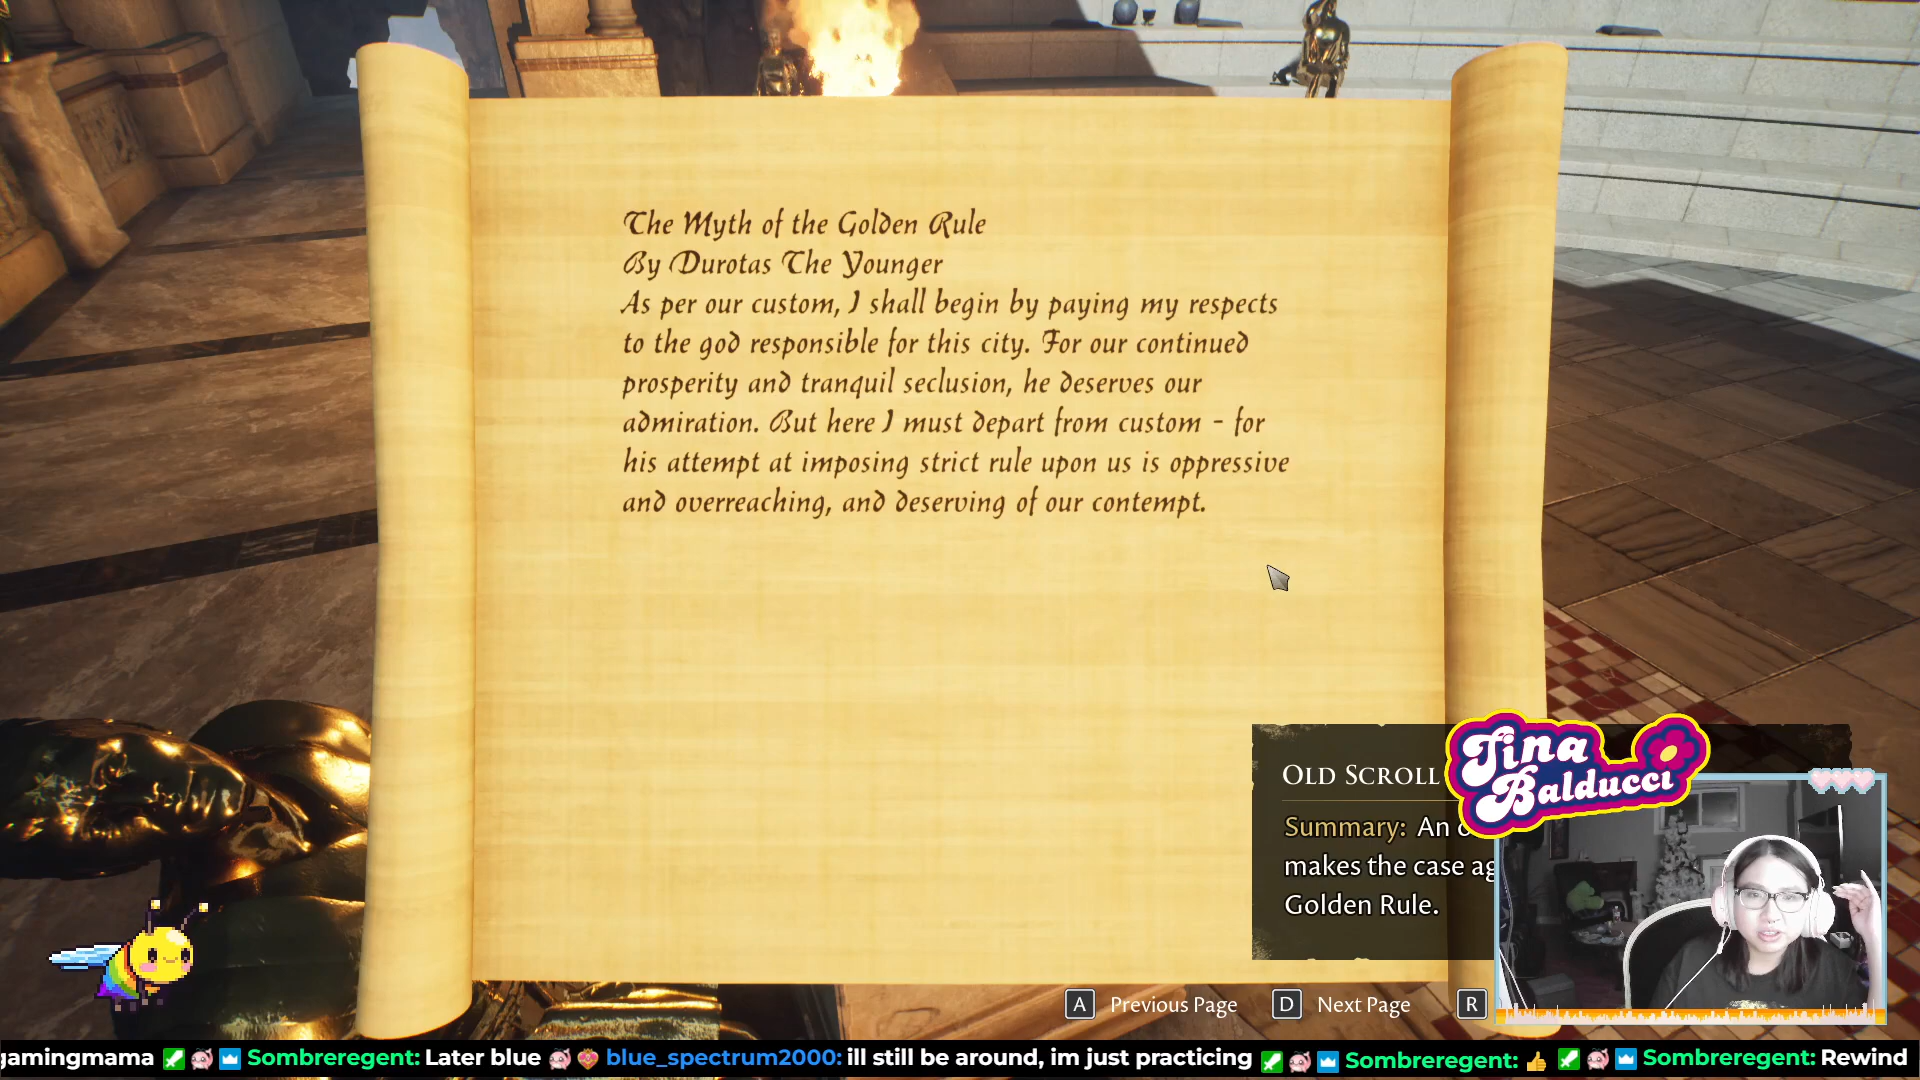 The Myth of the Golden Rule
By Durotas The Younger
As per our custom, I shall begin by paying my respects
to the god responsible for this city. For our continued
prosperity and tranquil seclusion, he deserves our
admiration. But here I must depart from custom - for
his attempt at imposing strict rule upon us is oppressive
and overreaching, and deserving of our contempt.
OLD SCROLL
Summary: An o
makes the case ag
Golden Rule.
Tina
Balducci
A Previous Page D Next Page R
gamingmama Sombreregent: Later blue blue_spectrum2000: ill still be around, im just practicing Sombreregent: 👍 Sombreregent: Rewind